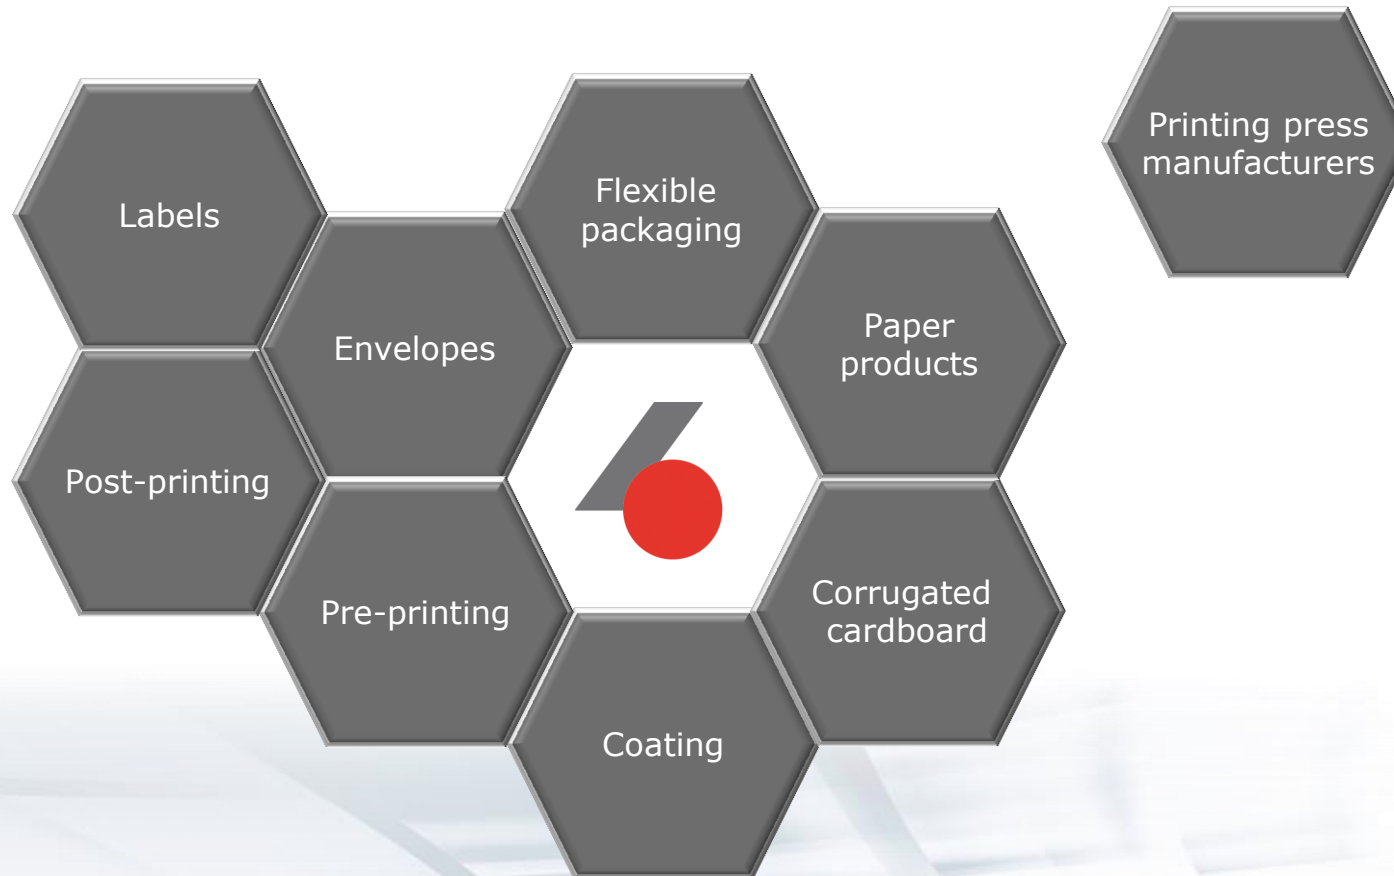 Printing press
manufacturers
Labels
Flexible
packaging
Envelopes
Paper
products
Post-printing
Pre-printing
Corrugated
cardboard
Coating